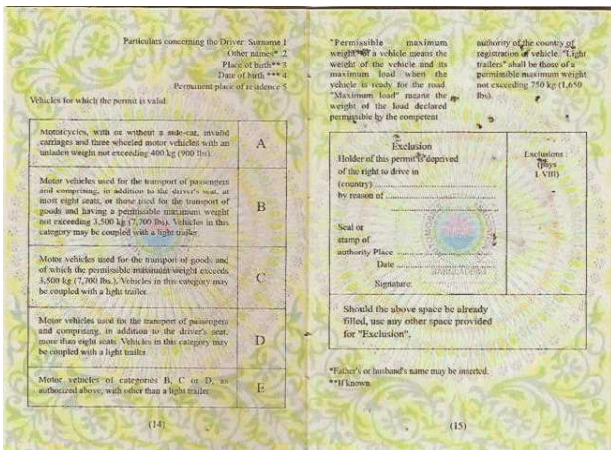 Particulars concerning the Driver: Surname 1
Other names* 2
Place of birth** 3
Date of birth *** 4
Permanent place of residence 5
Vehicles for which the permit is valid:
Motorcycles, with or without a side-car, invalid
carriages and three wheeled motor vehicles with an
unladen weight not exceeding 400 kg (900 lbs).
A
Motor vehicles used for the transport of passengers
and comprising, in addition to the driver's seat, at
most eight seats, or those used for the transport of
goods and having a permissible maximum weight
not exceeding 3,500 kg (7,700 lbs). Vehicles in this
category may be coupled with a light trailer.
B
Motor vehicles used for the transport of goods and
of which the permissible maximum weight exceeds
3,500 kg (7,700 lbs.). Vehicles in this category may
be coupled with a light trailer.
C
Motor vehicles used for the transport of passengers
and comprising, in addition to the driver's seat,
more than eight seats. Vehicles in this category may
be coupled with a light trailer.
D
Motor vehicles of categories B, C or D, as
authorized above, with other than a light trailer.
E
(14)
"Permissible maximum
weight" of a vehicle means the
weight of the vehicle and its
maximum load when the
vehicle is ready for the road.
"Maximum load" means the
weight of the load declared
permissible by the competent
authority of the country of
registration of vehicle. "Light
trailers" shall be those of a
permissible maximum weight
not exceeding 750 kg (1,650
lbs).
Exclusion
Holder of this permit is deprived
of the right to drive in
(country)
by reason of
Seal or
stamp of
authority Place
Date
Signature:
Exclusions :
I-VIII)
Should the above space be already
filled, use any other space provided
for "Exclusion".
*Father's or husband's name may be inserted.
**If known.
(15)